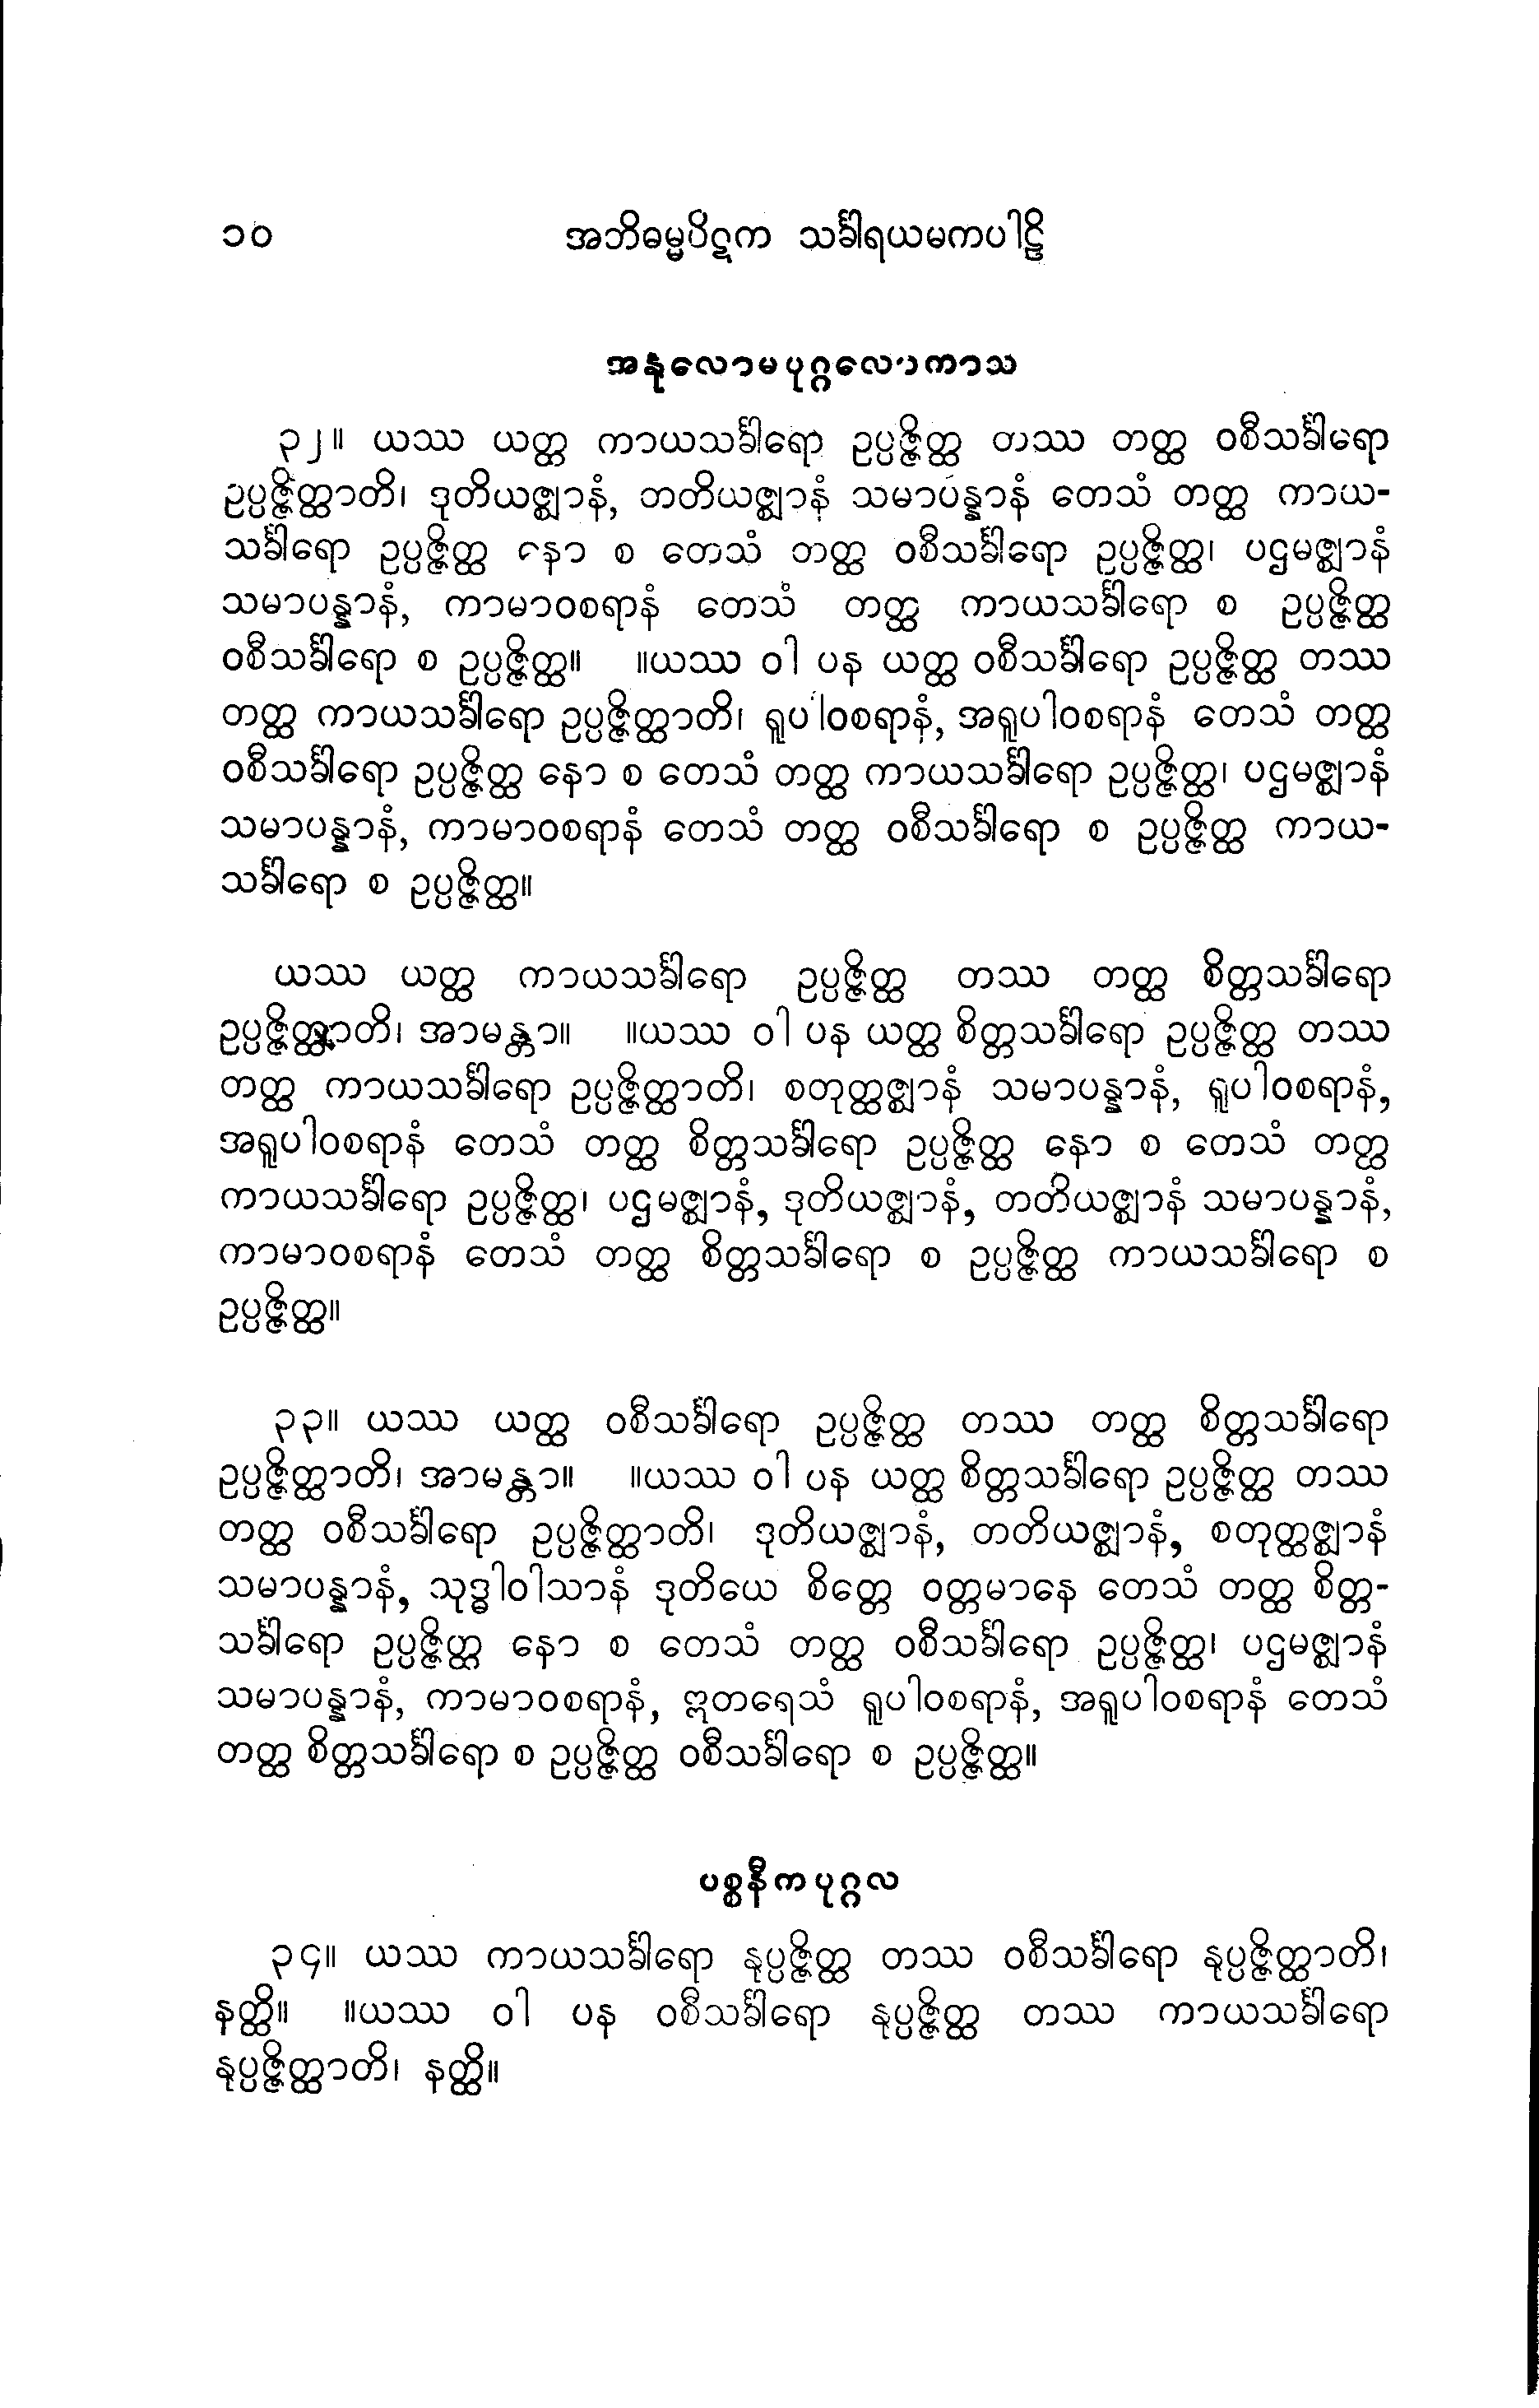 ၁၀ အဘိဓမ္မပိဋက သင်္ခါရယမကပါဠိ
အနုလောမပုဂ္ဂလောကာသ
၃၂။ ယဿ ယတ္ထ ကာယသင်္ခါရော ဥပ္ပဇ္ဇိတ္ထ တဿ တတ္ထ ဝစီသင်္ခါရော
ဥပ္ပဇ္ဇိတ္ထာတိ၊ ဒုတိယဇ္ဈာနံ, တတိယဇ္ဈာနံ သမာပန္နာနံ တေသံ တတ္ထ ကာယ-
သင်္ခါရော ဥပ္ပဇ္ဇိတ္ထ နော စ တေသံ တတ္ထ ဝစီသင်္ခါရော ဥပ္ပဇ္ဇိတ္ထ၊ ပဌမဇ္ဈာနံ
သမာပန္နာနံ, ကာမာဝစရာနံ တေသံ တတ္ထ ကာယသင်္ခါရော စ ဥပ္ပဇ္ဇိတ္ထ
ဝစီသင်္ခါရော စ ဥပ္ပဇ္ဇိတ္ထ။ ။ယဿ ဝါ ပန ယတ္ထ ဝစီသင်္ခါရော ဥပ္ပဇ္ဇိတ္ထ တဿ
တတ္ထ ကာယသင်္ခါရော ဥပ္ပဇ္ဇိတ္ထာတိ၊ ရူပါဝစရာနံ, အရူပါဝစရာနံ တေသံ တတ္ထ
ဝစီသင်္ခါရော ဥပ္ပဇ္ဇိတ္ထ နော စ တေသံ တတ္ထ ကာယသင်္ခါရော ဥပ္ပဇ္ဇိတ္ထ၊ ပဌမဇ္ဈာနံ
သမာပန္နာနံ, ကာမာဝစရာနံ တေသံ တတ္ထ ဝစီသင်္ခါရော စ ဥပ္ပဇ္ဇိတ္ထ ကာယ-
သင်္ခါရော စ ဥပ္ပဇ္ဇိတ္ထ။
ယဿ ယတ္ထ ကာယသင်္ခါရော ဥပ္ပဇ္ဇိတ္ထ တဿ တတ္ထ စိတ္တသင်္ခါရော
ဥပ္ပဇ္ဇိတ္ထာတိ၊ အာမန္တာ။ ။ယဿ ဝါ ပန ယတ္ထ စိတ္တသင်္ခါရော ဥပ္ပဇ္ဇိတ္ထ တဿ
တတ္ထ ကာယသင်္ခါရော ဥပ္ပဇ္ဇိတ္ထာတိ၊ စတုတ္ထဇ္ဈာနံ သမာပန္နာနံ, ရူပါဝစရာနံ,
အရူပါဝစရာနံ တေသံ တတ္ထ စိတ္တသင်္ခါရော ဥပ္ပဇ္ဇိတ္ထ နော စ တေသံ တတ္ထ
ကာယသင်္ခါရော ဥပ္ပဇ္ဇိတ္ထ၊ ပဌမဇ္ဈာနံ, ဒုတိယဇ္ဈာနံ, တတိယဇ္ဈာနံ သမာပန္နာနံ,
ကာမာဝစရာနံ တေသံ တတ္ထ စိတ္တသင်္ခါရော စ ဥပ္ပဇ္ဇိတ္ထ ကာယသင်္ခါရော စ
ဥပ္ပဇ္ဇိတ္ထ။
၃၃။ ယဿ ယတ္ထ ဝစီသင်္ခါရော ဥပ္ပဇ္ဇိတ္ထ တဿ တတ္ထ စိတ္တသင်္ခါရော
ဥပ္ပဇ္ဇိတ္ထာတိ၊ အာမန္တာ။ ။ယဿ ဝါ ပန ယတ္ထ စိတ္တသင်္ခါရော ဥပ္ပဇ္ဇိတ္ထ တဿ
တတ္ထ ဝစီသင်္ခါရော ဥပ္ပဇ္ဇိတ္ထာတိ၊ ဒုတိယဇ္ဈာနံ, တတိယဇ္ဈာနံ, စတုတ္ထဇ္ဈာနံ
သမာပန္နာနံ, သုဒ္ဓါဝါသာနံ ဒုတိယေ စိတ္တေ ဝတ္တမာနေ တေသံ တတ္ထ စိတ္တ-
သင်္ခါရော ဥပ္ပဇ္ဇိတ္ထ နော စ တေသံ တတ္ထ ဝစီသင်္ခါရော ဥပ္ပဇ္ဇိတ္ထ၊ ပဌမဇ္ဈာနံ
သမာပန္နာနံ, ကာမာဝစရာနံ, ဣတရေသံ ရူပါဝစရာနံ, အရူပါဝစရာနံ တေသံ
တတ္ထ စိတ္တသင်္ခါရော စ ဥပ္ပဇ္ဇိတ္ထ ဝစီသင်္ခါရော စ ဥပ္ပဇ္ဇိတ္ထ။
ပစ္စနီကပုဂ္ဂလ
၃၄။ ယဿ ကာယသင်္ခါရော နုပ္ပဇ္ဇိတ္ထ တဿ ဝစီသင်္ခါရော နုပ္ပဇ္ဇိတ္ထာတိ၊
နတ္ထိ။ ။ယဿ ဝါ ပန ဝစီသင်္ခါရော နုပ္ပဇ္ဇိတ္ထ တဿ ကာယသင်္ခါရော
နုပ္ပဇ္ဇိတ္ထာတိ၊ နတ္ထိ။